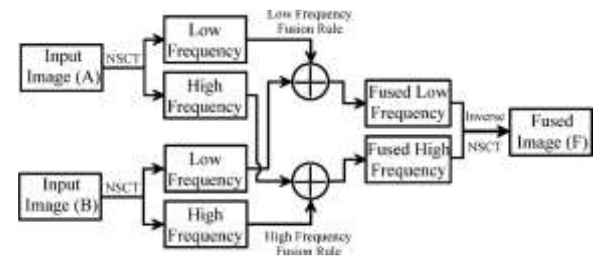 Low Frequency
Fusion Rule
Low
Frequency
Input
Image (A)
NSCT
High
Frequency
Fused Low
Frequency
Inverse
NSCT
Fused
Image (F)
Fused High
Frequency
Low
Frequency
Input
Image (B)
NSCT
High
Frequency
High Frequency
Fusion Rule